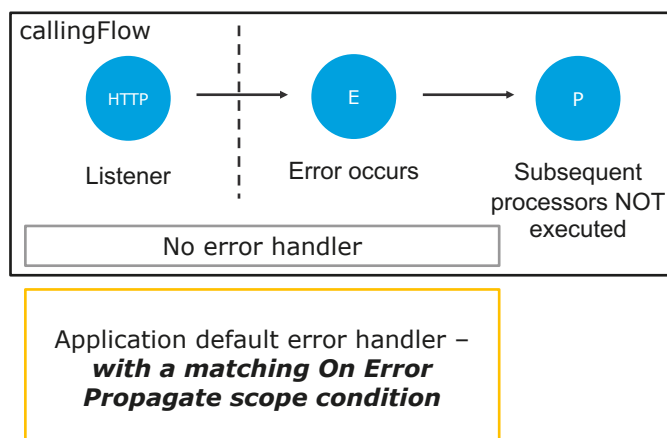 callingFlow
HTTP
E
P
Listener
Error occurs
Subsequent
processors NOT
executed
No error handler
Application default error handler –
with a matching On Error
Propagate scope condition